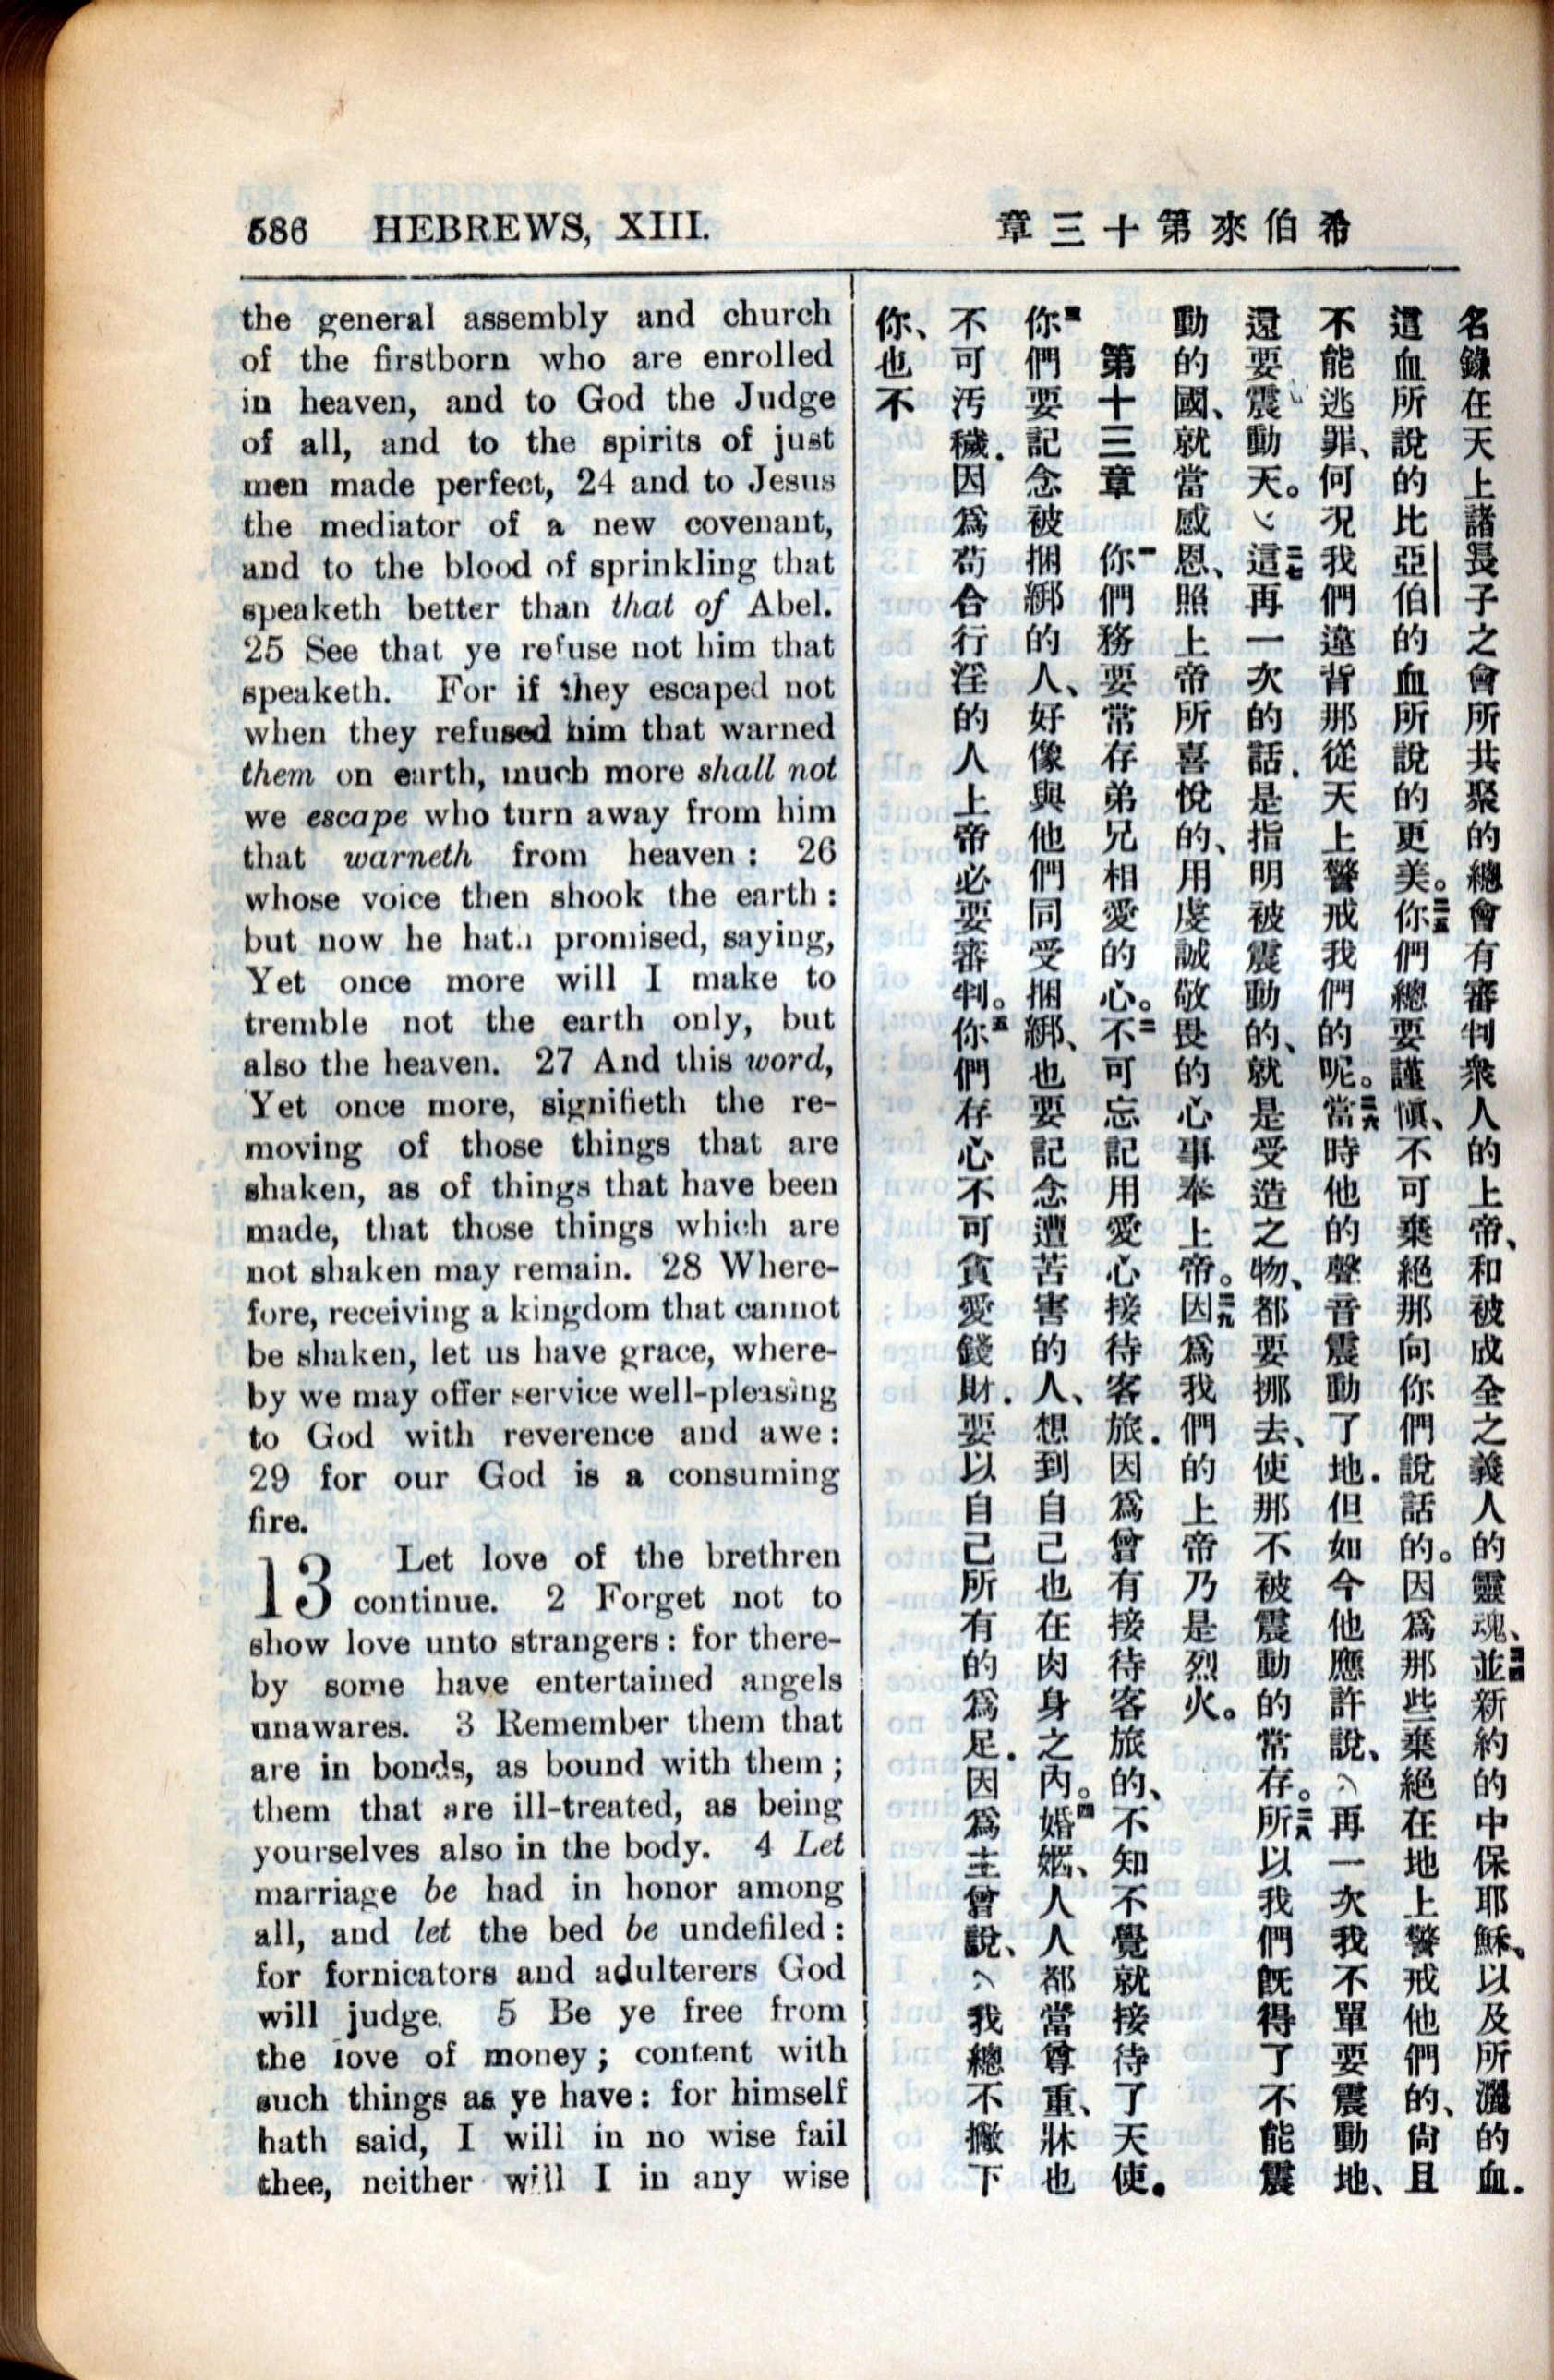 586 HEBREWS, XIII.
希伯來第十三章
the general assembly and church
of the firstborn who are enrolled
in heaven, and to God the Judge
of all, and to the spirits of just
men made perfect, 24 and to Jesus
the mediator of a new covenant,
and to the blood of sprinkling that
speaketh better than that of Abel.
25 See that ye refuse not him that
speaketh. For if they escaped not
when they refused him that warned
them on earth, much more shall not
we escape who turn away from him
that warneth from heaven: 26
whose voice then shook the earth:
but now he hath promised, saying,
Yet once more will I make to
tremble not the earth only, but
also the heaven. 27 And this word,
Yet once more, signifieth the re-
moving of those things that are
shaken, as of things that have been
made, that those things which are
not shaken may remain. 28 Where-
fore, receiving a kingdom that cannot
be shaken, let us have grace, where-
by we may offer service well-pleasing
to God with reverence and awe:
29 for our God is a consuming
fire.
13 Let love of the brethren
continue. 2 Forget not to
show love unto strangers: for there-
by some have entertained angels
unawares. 3 Remember them that
are in bonds, as bound with them;
them that are ill-treated, as being
yourselves also in the body. 4 Let
marriage be had in honor among
all, and let the bed be undefiled:
for fornicators and adulterers God
will judge. 5 Be ye free from
the love of money; content with
such things as ye have: for himself
hath said, I will in no wise fail
thee, neither will I in any wise
名錄在天上諸長子之會所共聚的總會有審判衆人的上帝、和被成全之義人的靈魂、二四並新約的中保耶穌、以及所灑的血.
這血所說的比亞伯的血所說的更美。二五你們總要謹愼、不可棄絕那向你們說話的。因爲那些棄絕在地上警戒他們的、尙且
不能逃罪、何況我們違背那從天上警戒我們的呢。二六當時他的聲音震動了地.但如今他應許說、再一次我不單要震動地、
還要震動天。二七這再一次的話.是指明被震動的、就是受造之物、都要挪去、使那不被震動的常存。二八所以我們旣得了不能震
動的國、就當感恩、照上帝所喜悅的、用虔誠敬畏的心事奉上帝。二九因爲我們的上帝乃是烈火。
第十三章 一你們務要常存弟兄相愛的心。二不可忘記用愛心接待客旅.因爲曾有接待客旅的、不知不覺就接待了天使。
三你們要記念被捆綁的人、好像與他們同受捆綁、也要記念遭苦害的人、想到自己也在肉身之內。四婚姻、人人都當尊重、牀也
不可汚穢.因爲苟合行淫的人上帝必要審判。五你們存心不可貪愛錢財.要以自己所有的爲足.因爲主曾說、我總不撇下
你、也不